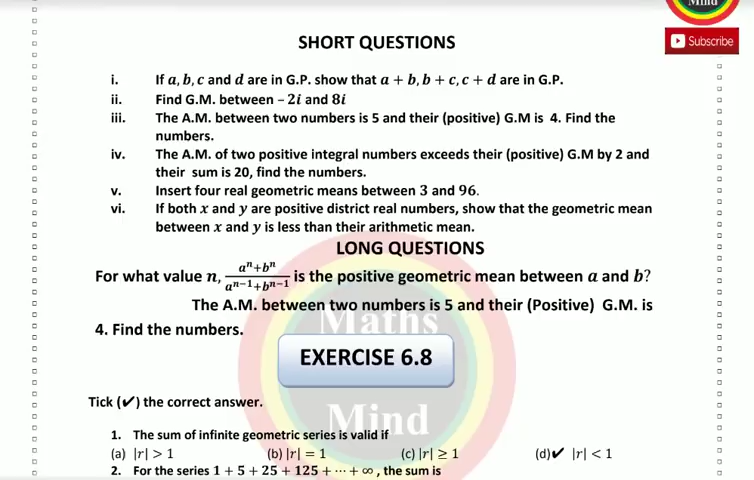 Mind
Subscribe
SHORT QUESTIONS
i. If a, b, c and d are in G.P. show that a + b, b + c, c + d are in G.P.
ii. Find G.M. between – 2i and 8i
iii. The A.M. between two numbers is 5 and their (positive) G.M is 4. Find the
numbers.
iv. The A.M. of two positive integral numbers exceeds their (positive) G.M by 2 and
their sum is 20, find the numbers.
v. Insert four real geometric means between 3 and 96.
vi. If both x and y are positive district real numbers, show that the geometric mean
between x and y is less than their arithmetic mean.
LONG QUESTIONS
For what value n, (aⁿ+bⁿ)/(aⁿ⁻¹+bⁿ⁻¹) is the positive geometric mean between a and b?
The A.M. between two numbers is 5 and their (Positive) G.M. is
4. Find the numbers.
Maths
EXERCISE 6.8
Tick (✔) the correct answer.
Mind
1. The sum of infinite geometric series is valid if
(a) |r| > 1 (b) |r| = 1 (c) |r| ≥ 1 (d)✔ |r| < 1
2. For the series 1 + 5 + 25 + 125 + ⋯ + ∞ , the sum is